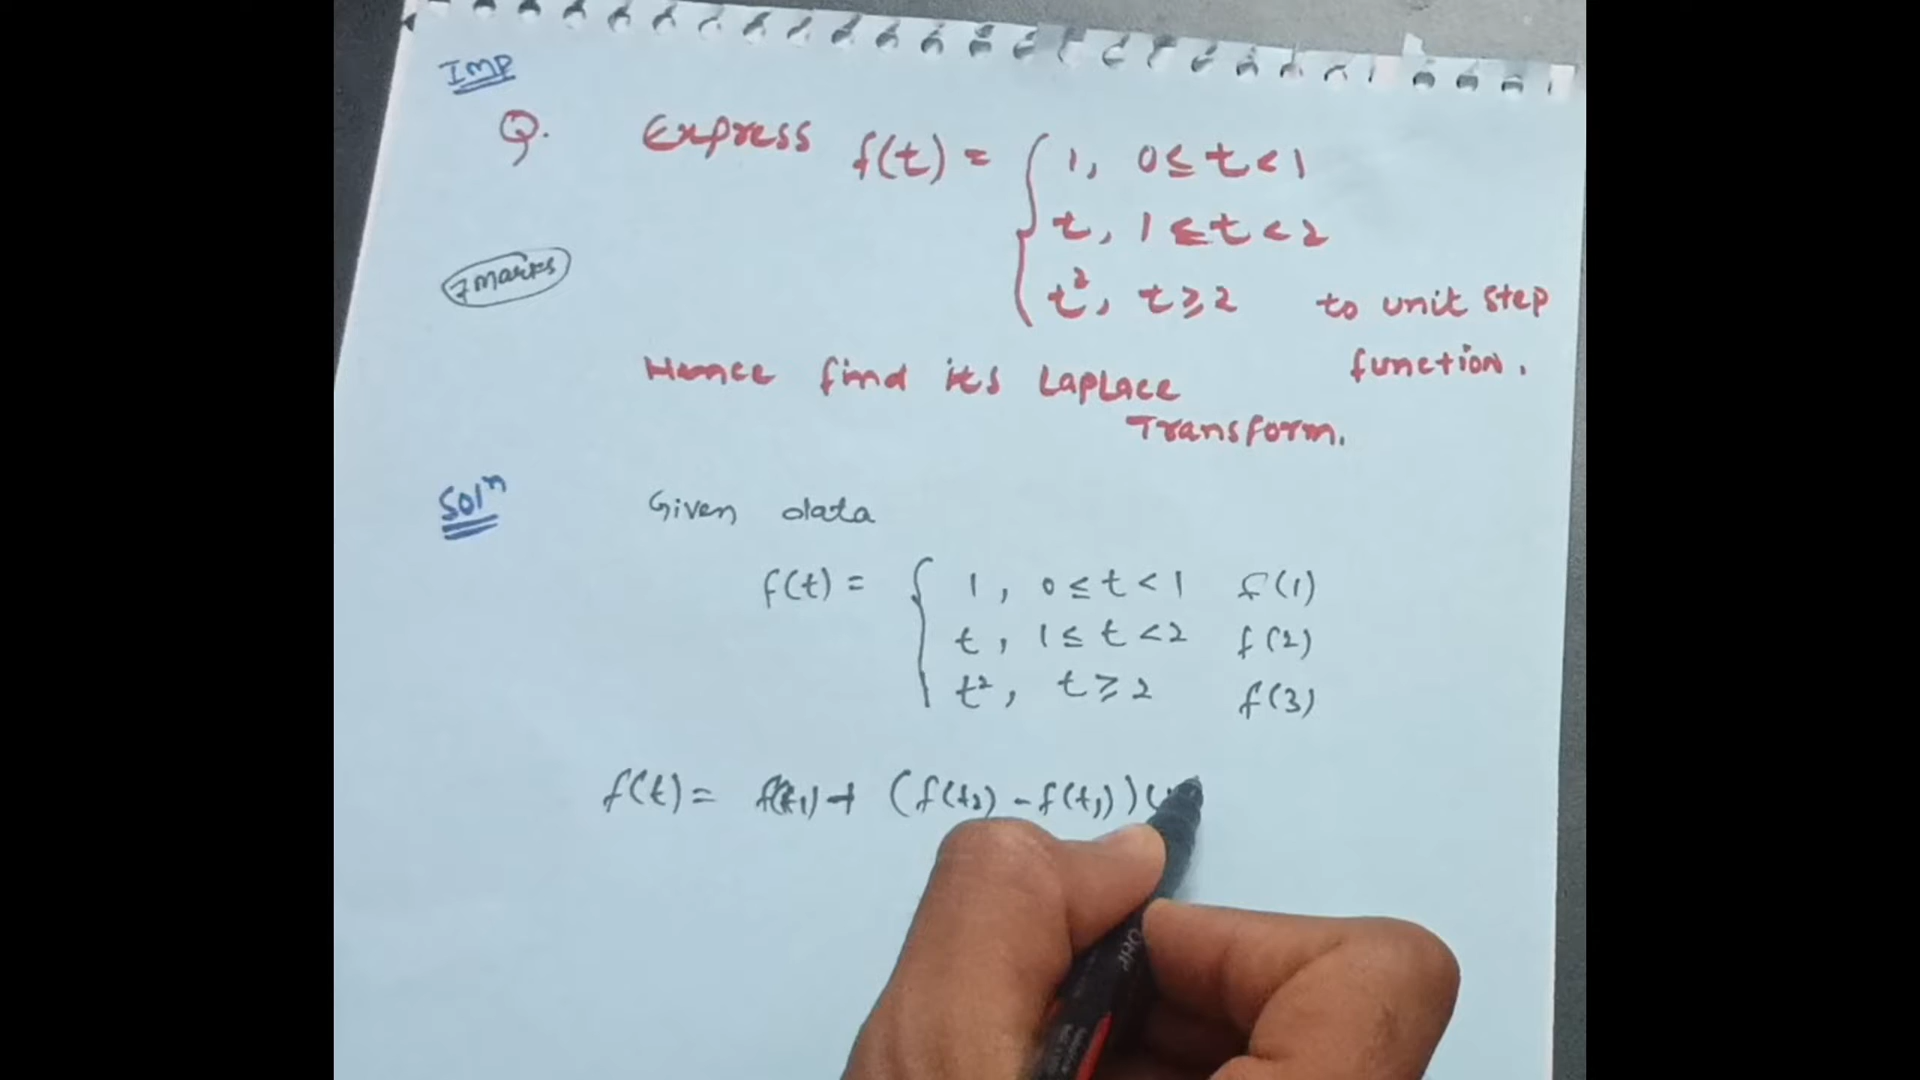 IMP
Q. Express f(t) = { 1, 0 ≤ t < 1
t, 1 ≤ t < 2
7 marks
t², t ≥ 2 to unit step
function.
Hence find its Laplace
Transform.
Solⁿ Given data
f(t) = { 1, 0 ≤ t < 1 f(1)
t, 1 ≤ t < 2 f(2)
t², t ≥ 2 f(3)
f(t) = f(t₁) + (f(t₂) - f(t₁)) (